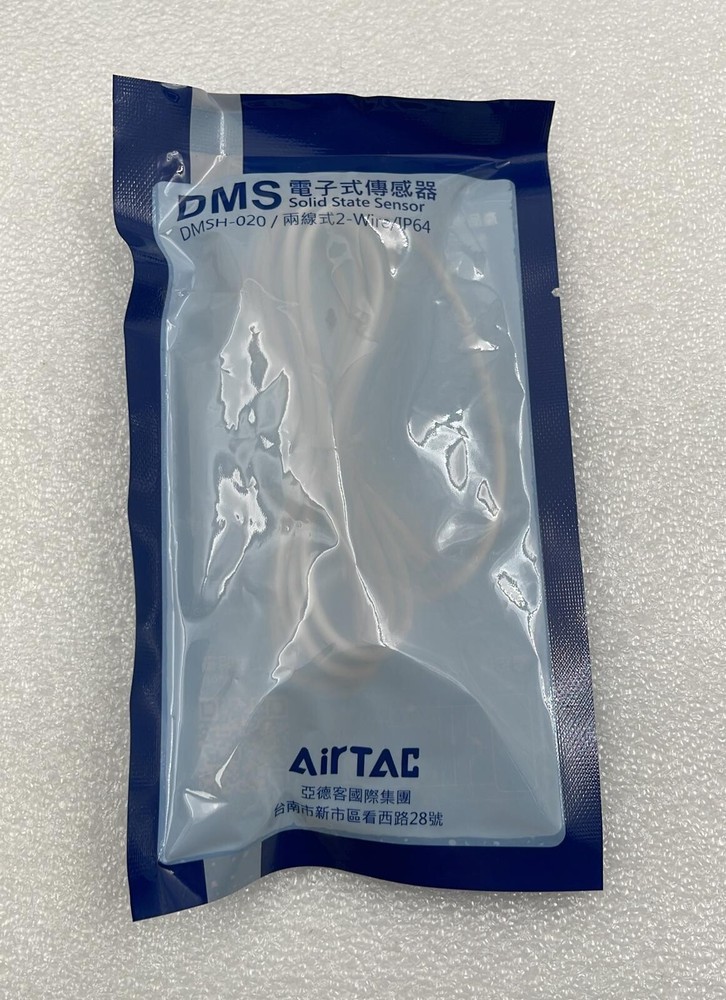 DMS 電子式傳感器
Solid State Sensor
DMSH-020 / 兩線式2-Wire/IP64
AirTAC
亞德客國際集團
台南市新市區看西路28號